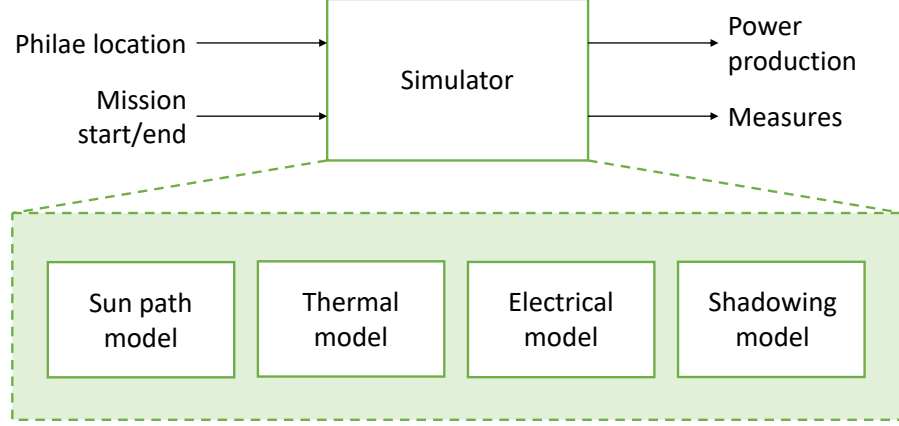 Philae location
Mission
start/end
Simulator
Power
production
Measures
Sun path
model
Thermal
model
Electrical
model
Shadowing
model